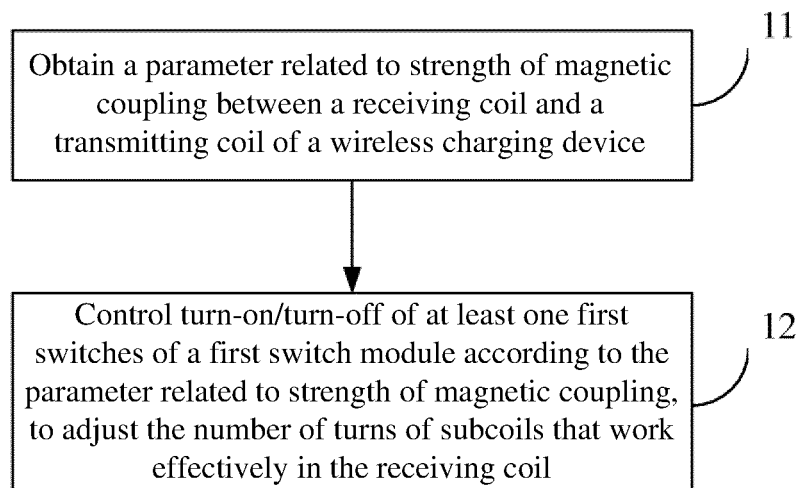 11
Obtain a parameter related to strength of magnetic
coupling between a receiving coil and a
transmitting coil of a wireless charging device
12
Control turn-on/turn-off of at least one first
switches of a first switch module according to the
parameter related to strength of magnetic coupling,
to adjust the number of turns of subcoils that work
effectively in the receiving coil